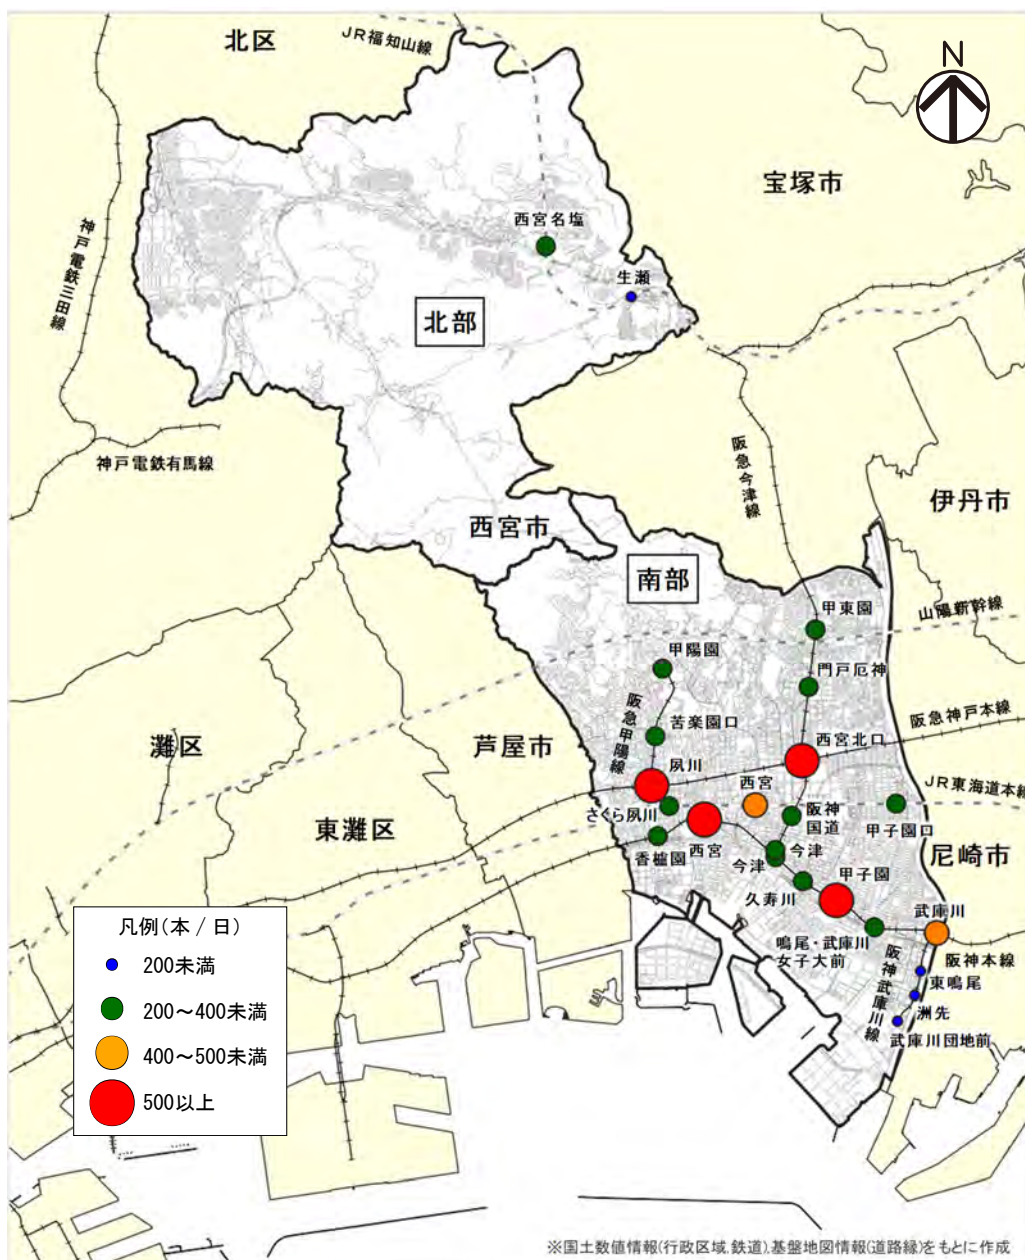 北区
JR福知山線
N
宝塚市
西宮名塩
生瀬
神戸電鉄三田線
北部
神戸電鉄有馬線
阪急今津線
伊丹市
西宮市
南部
甲東園
山陽新幹線
甲陽園
門戸厄神
阪急甲陽線
苦楽園口
阪急神戸本線
灘区
芦屋市
西宮北口
夙川
西宮
JR東海道本線
さくら夙川
阪神
国道
甲子園口
東灘区
西宮
今津
香櫨園
今津
尼崎市
甲子園
久寿川
武庫川
鳴尾・武庫川
女子大前
阪神本線
阪神武庫川線
東鳴尾
洲先
武庫川団地前
凡例(本 / 日)
200未満
200～400未満
400～500未満
500以上
※国土数値情報(行政区域,鉄道),基盤地図情報(道路縁)をもとに作成